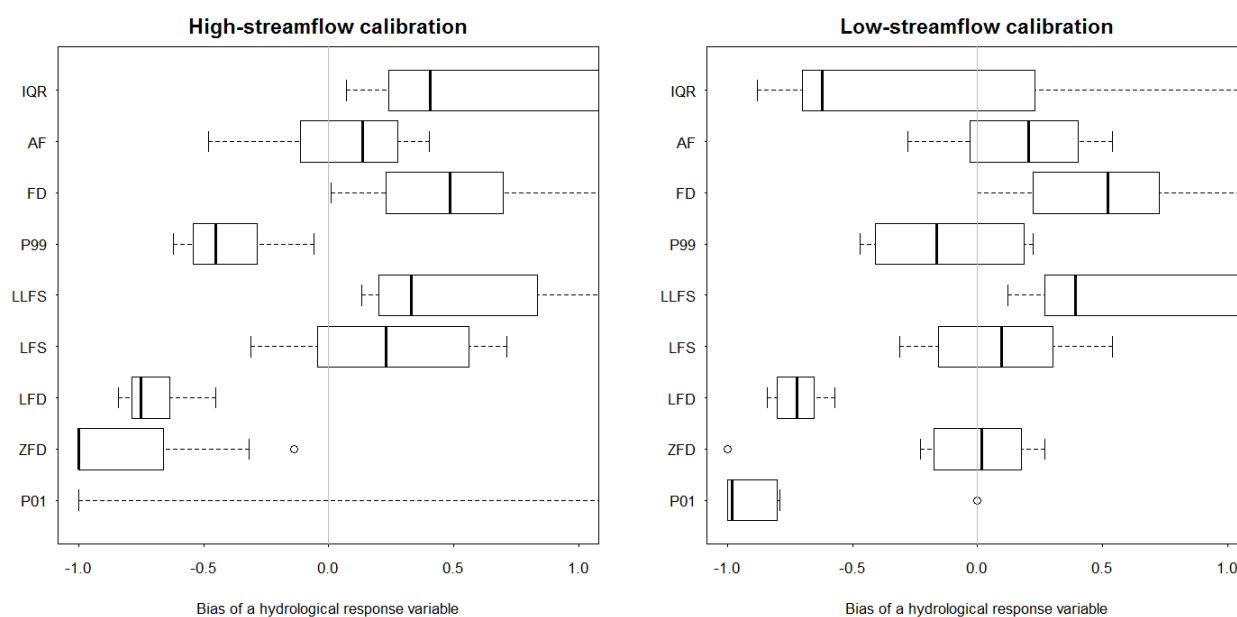 High-streamflow calibration
IQR
AF
FD
P99
LLFS
LFS
LFD
ZFD
P01
-1.0 -0.5 0.0 0.5 1.0
Bias of a hydrological response variable
Low-streamflow calibration
IQR
AF
FD
P99
LLFS
LFS
LFD
ZFD
P01
-1.0 -0.5 0.0 0.5 1.0
Bias of a hydrological response variable